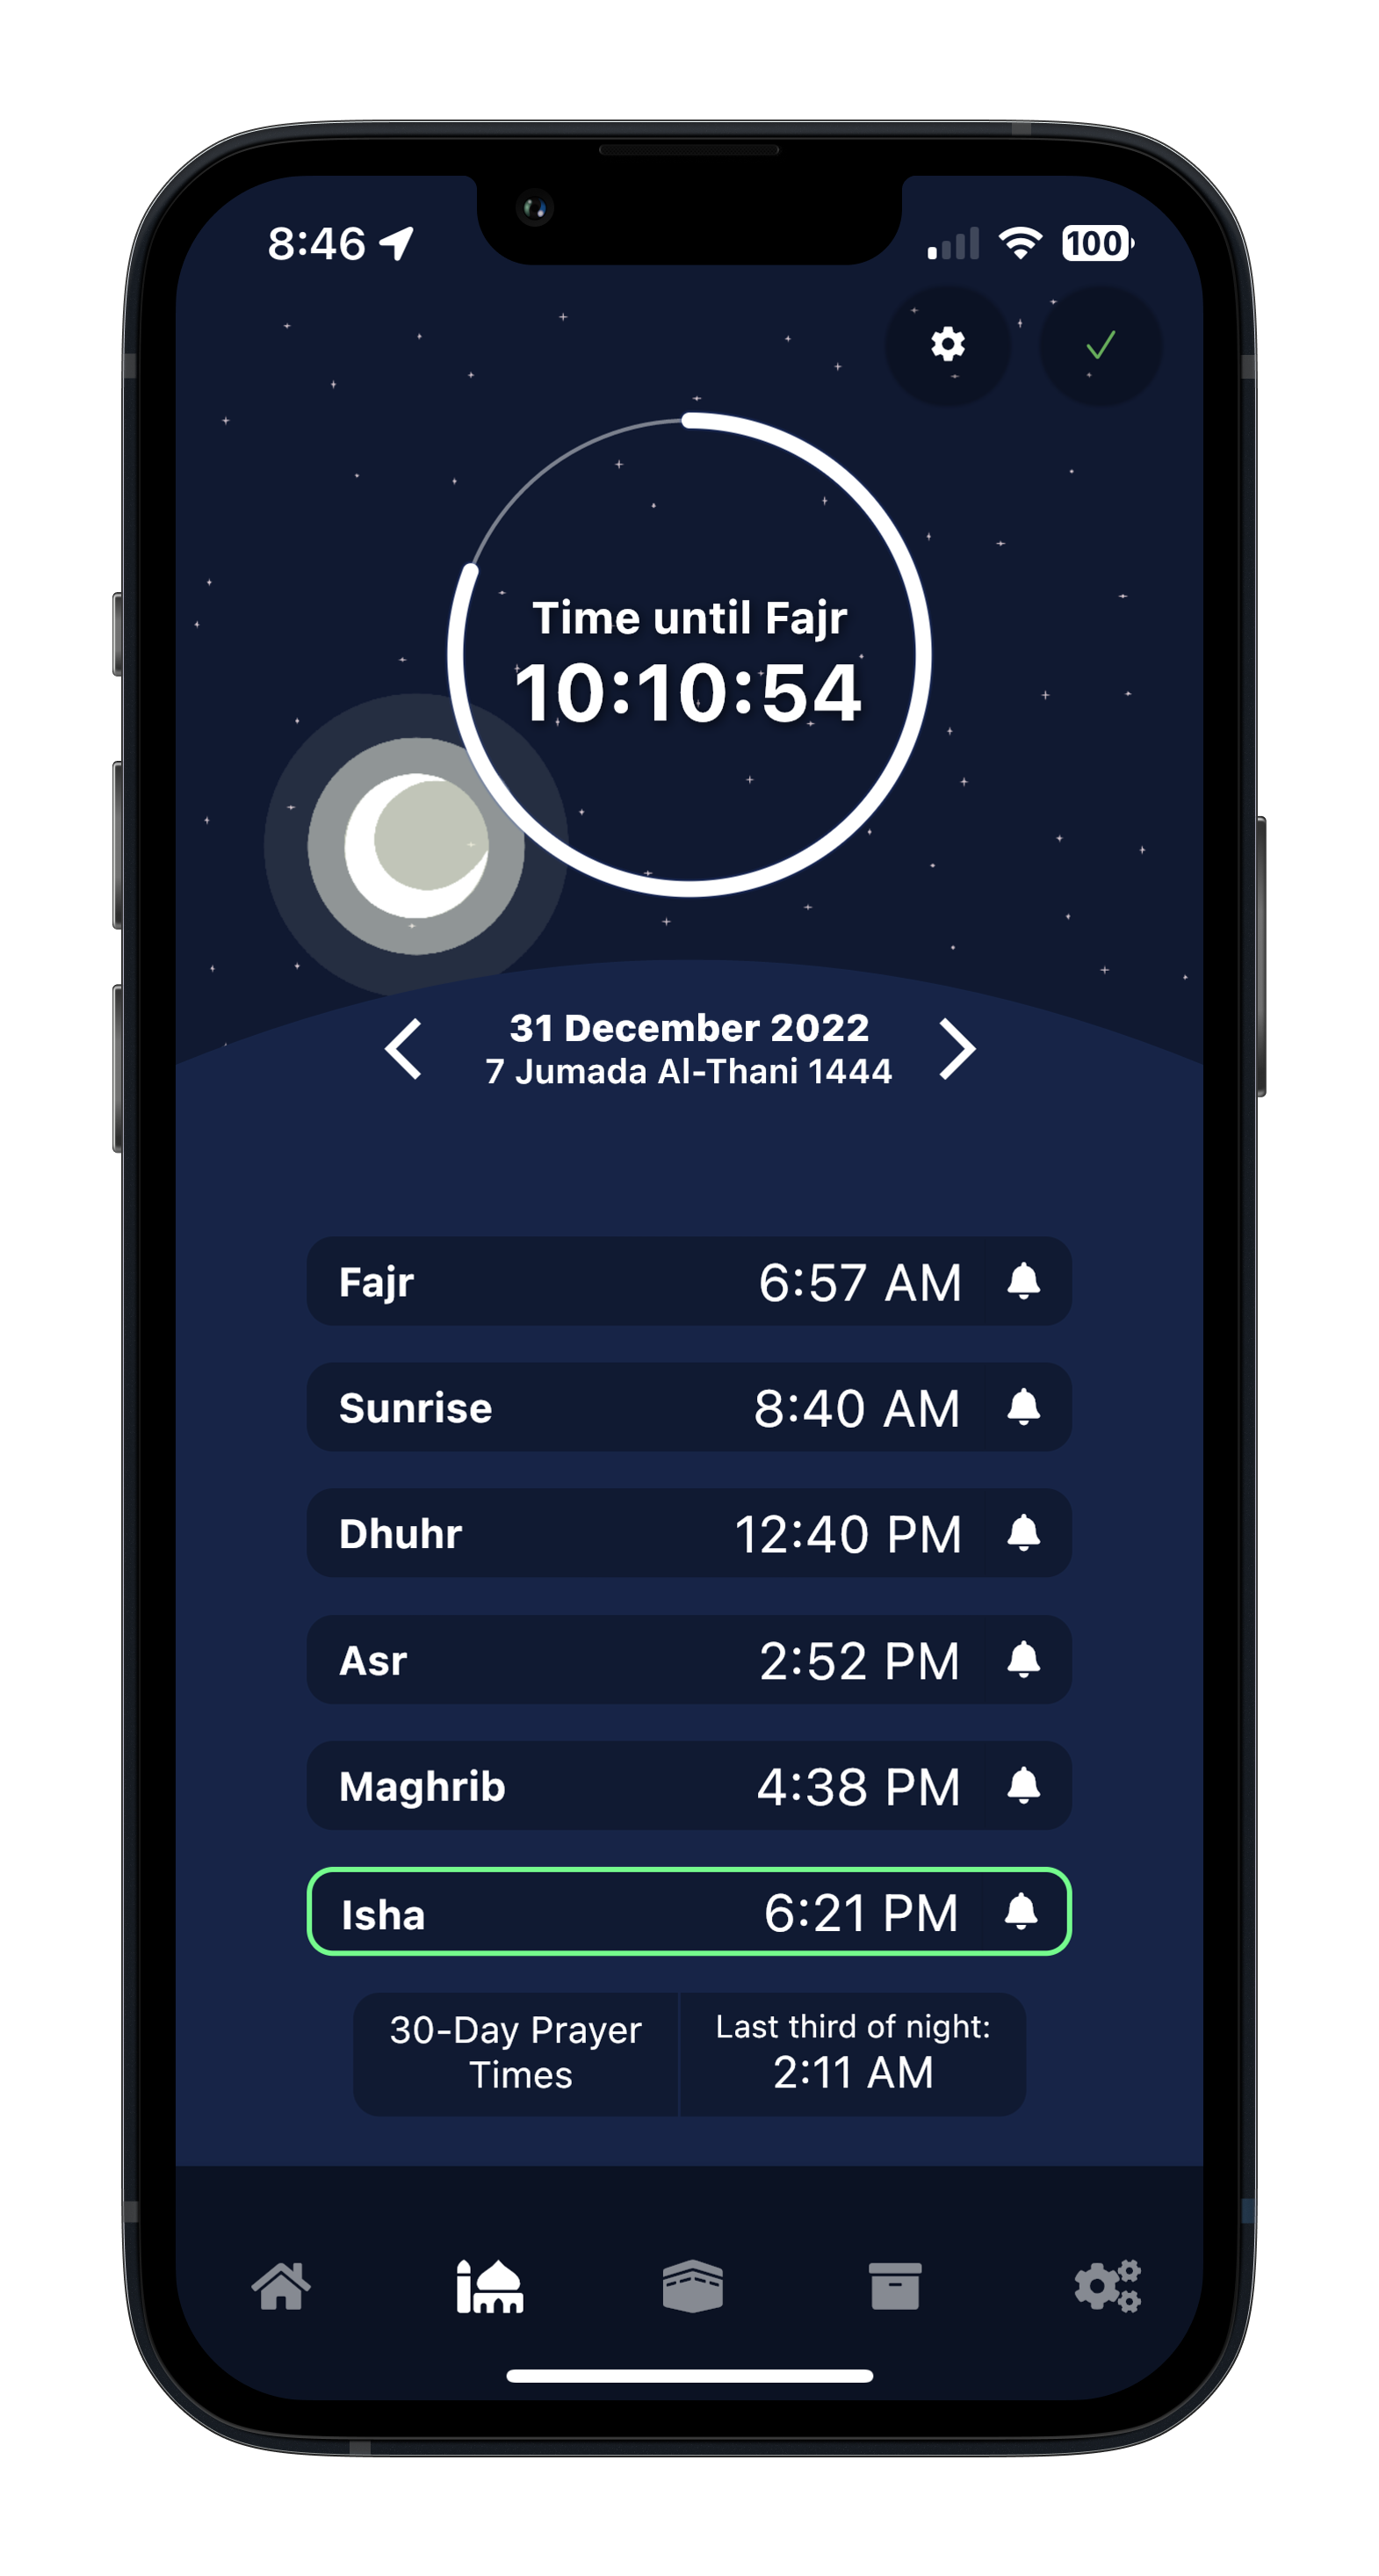 8:46
100
Time until Fajr
10:10:54
31 December 2022
7 Jumada Al-Thani 1444
Fajr 6:57 AM
Sunrise 8:40 AM
Dhuhr 12:40 PM
Asr 2:52 PM
Maghrib 4:38 PM
Isha 6:21 PM
30-Day Prayer
Times
Last third of night:
2:11 AM